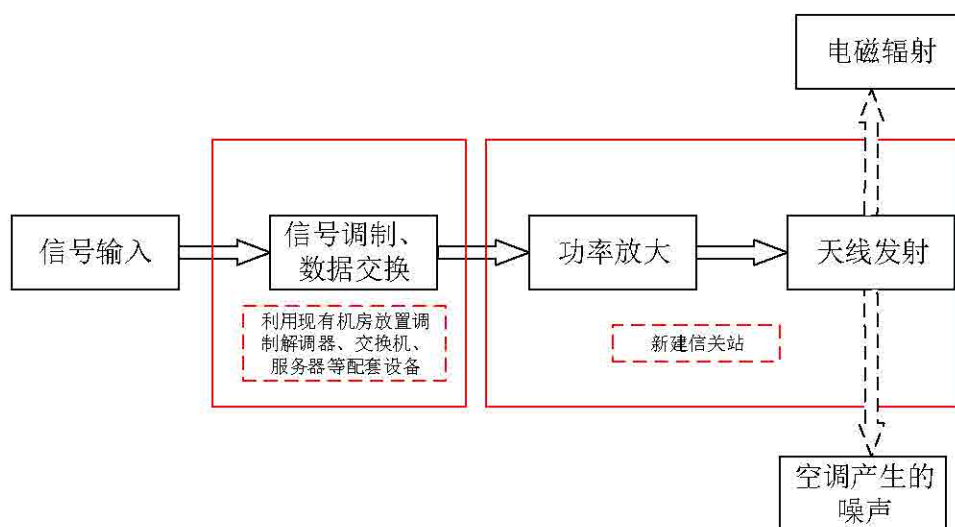 电磁辐射
信号输入
信号调制、
数据交换
功率放大
天线发射
利用现有机房放置调
制解调器、交换机、
服务器等配套设备
新建信关站
空调产生的
噪声